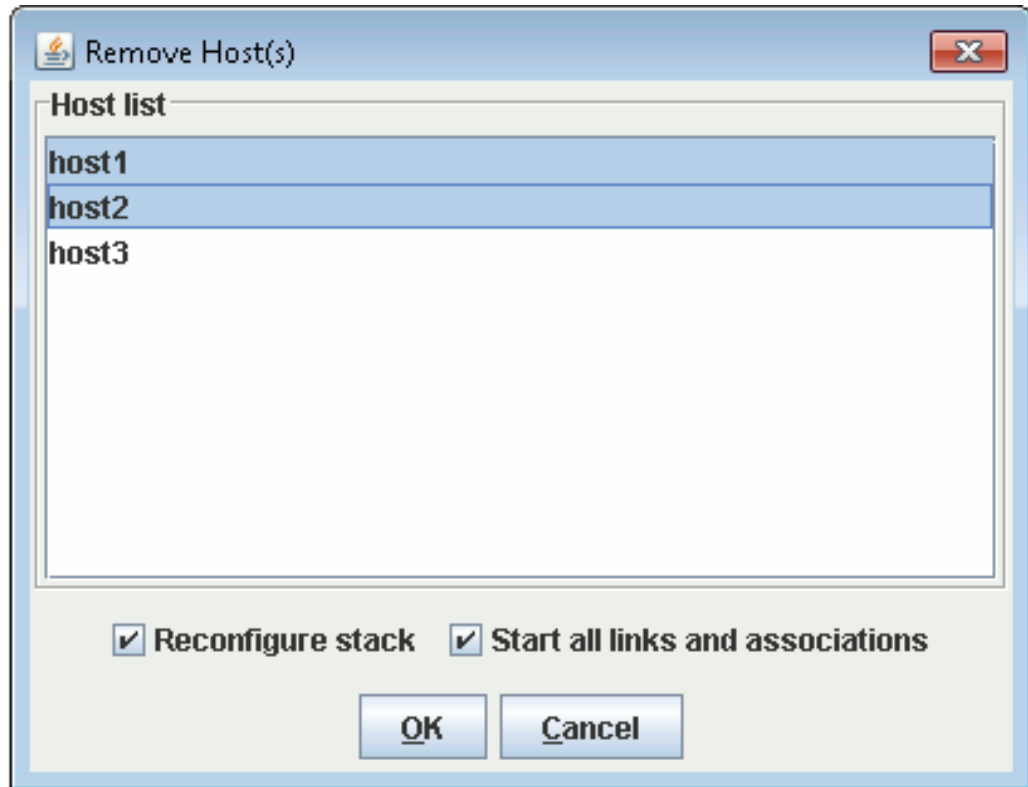 Remove Host(s)
Host list
host1
host2
host3
Reconfigure stack Start all links and associations
OK Cancel